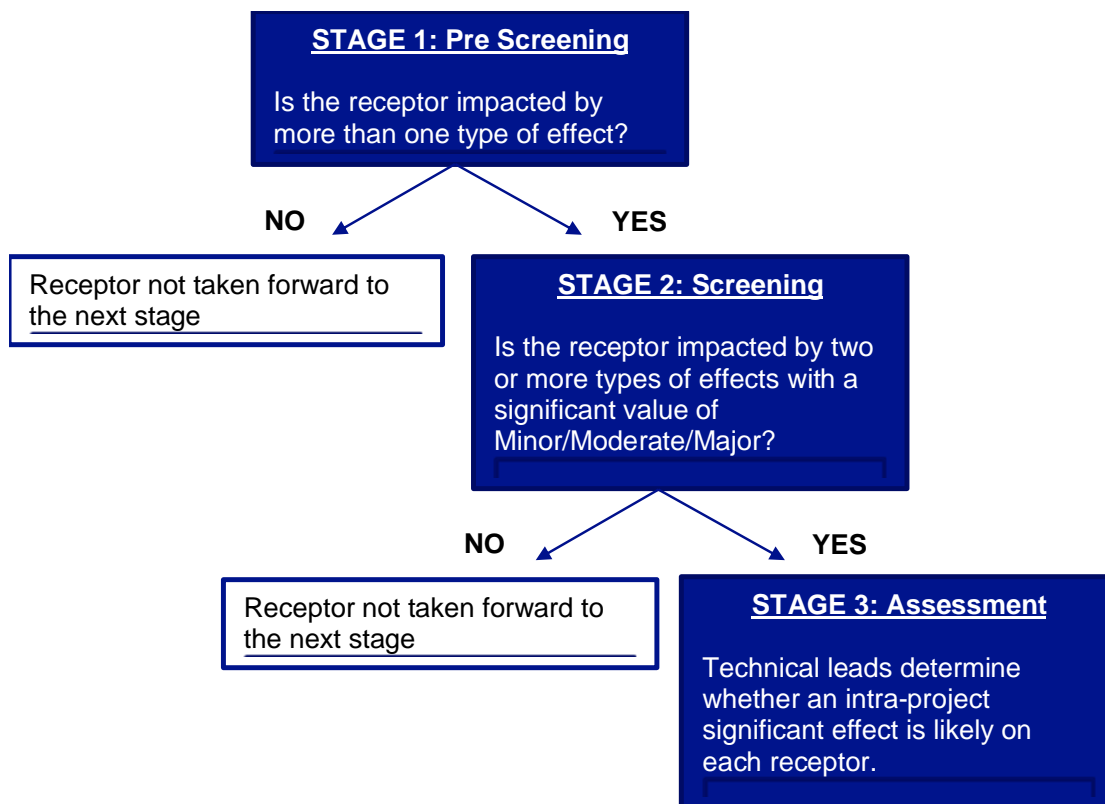 STAGE 1: Pre Screening
Is the receptor impacted by
more than one type of effect?
NO
YES
Receptor not taken forward to
the next stage
STAGE 2: Screening
Is the receptor impacted by two
or more types of effects with a
significant value of
Minor/Moderate/Major?
NO
YES
Receptor not taken forward to
the next stage
STAGE 3: Assessment
Technical leads determine
whether an intra-project
significant effect is likely on
each receptor.